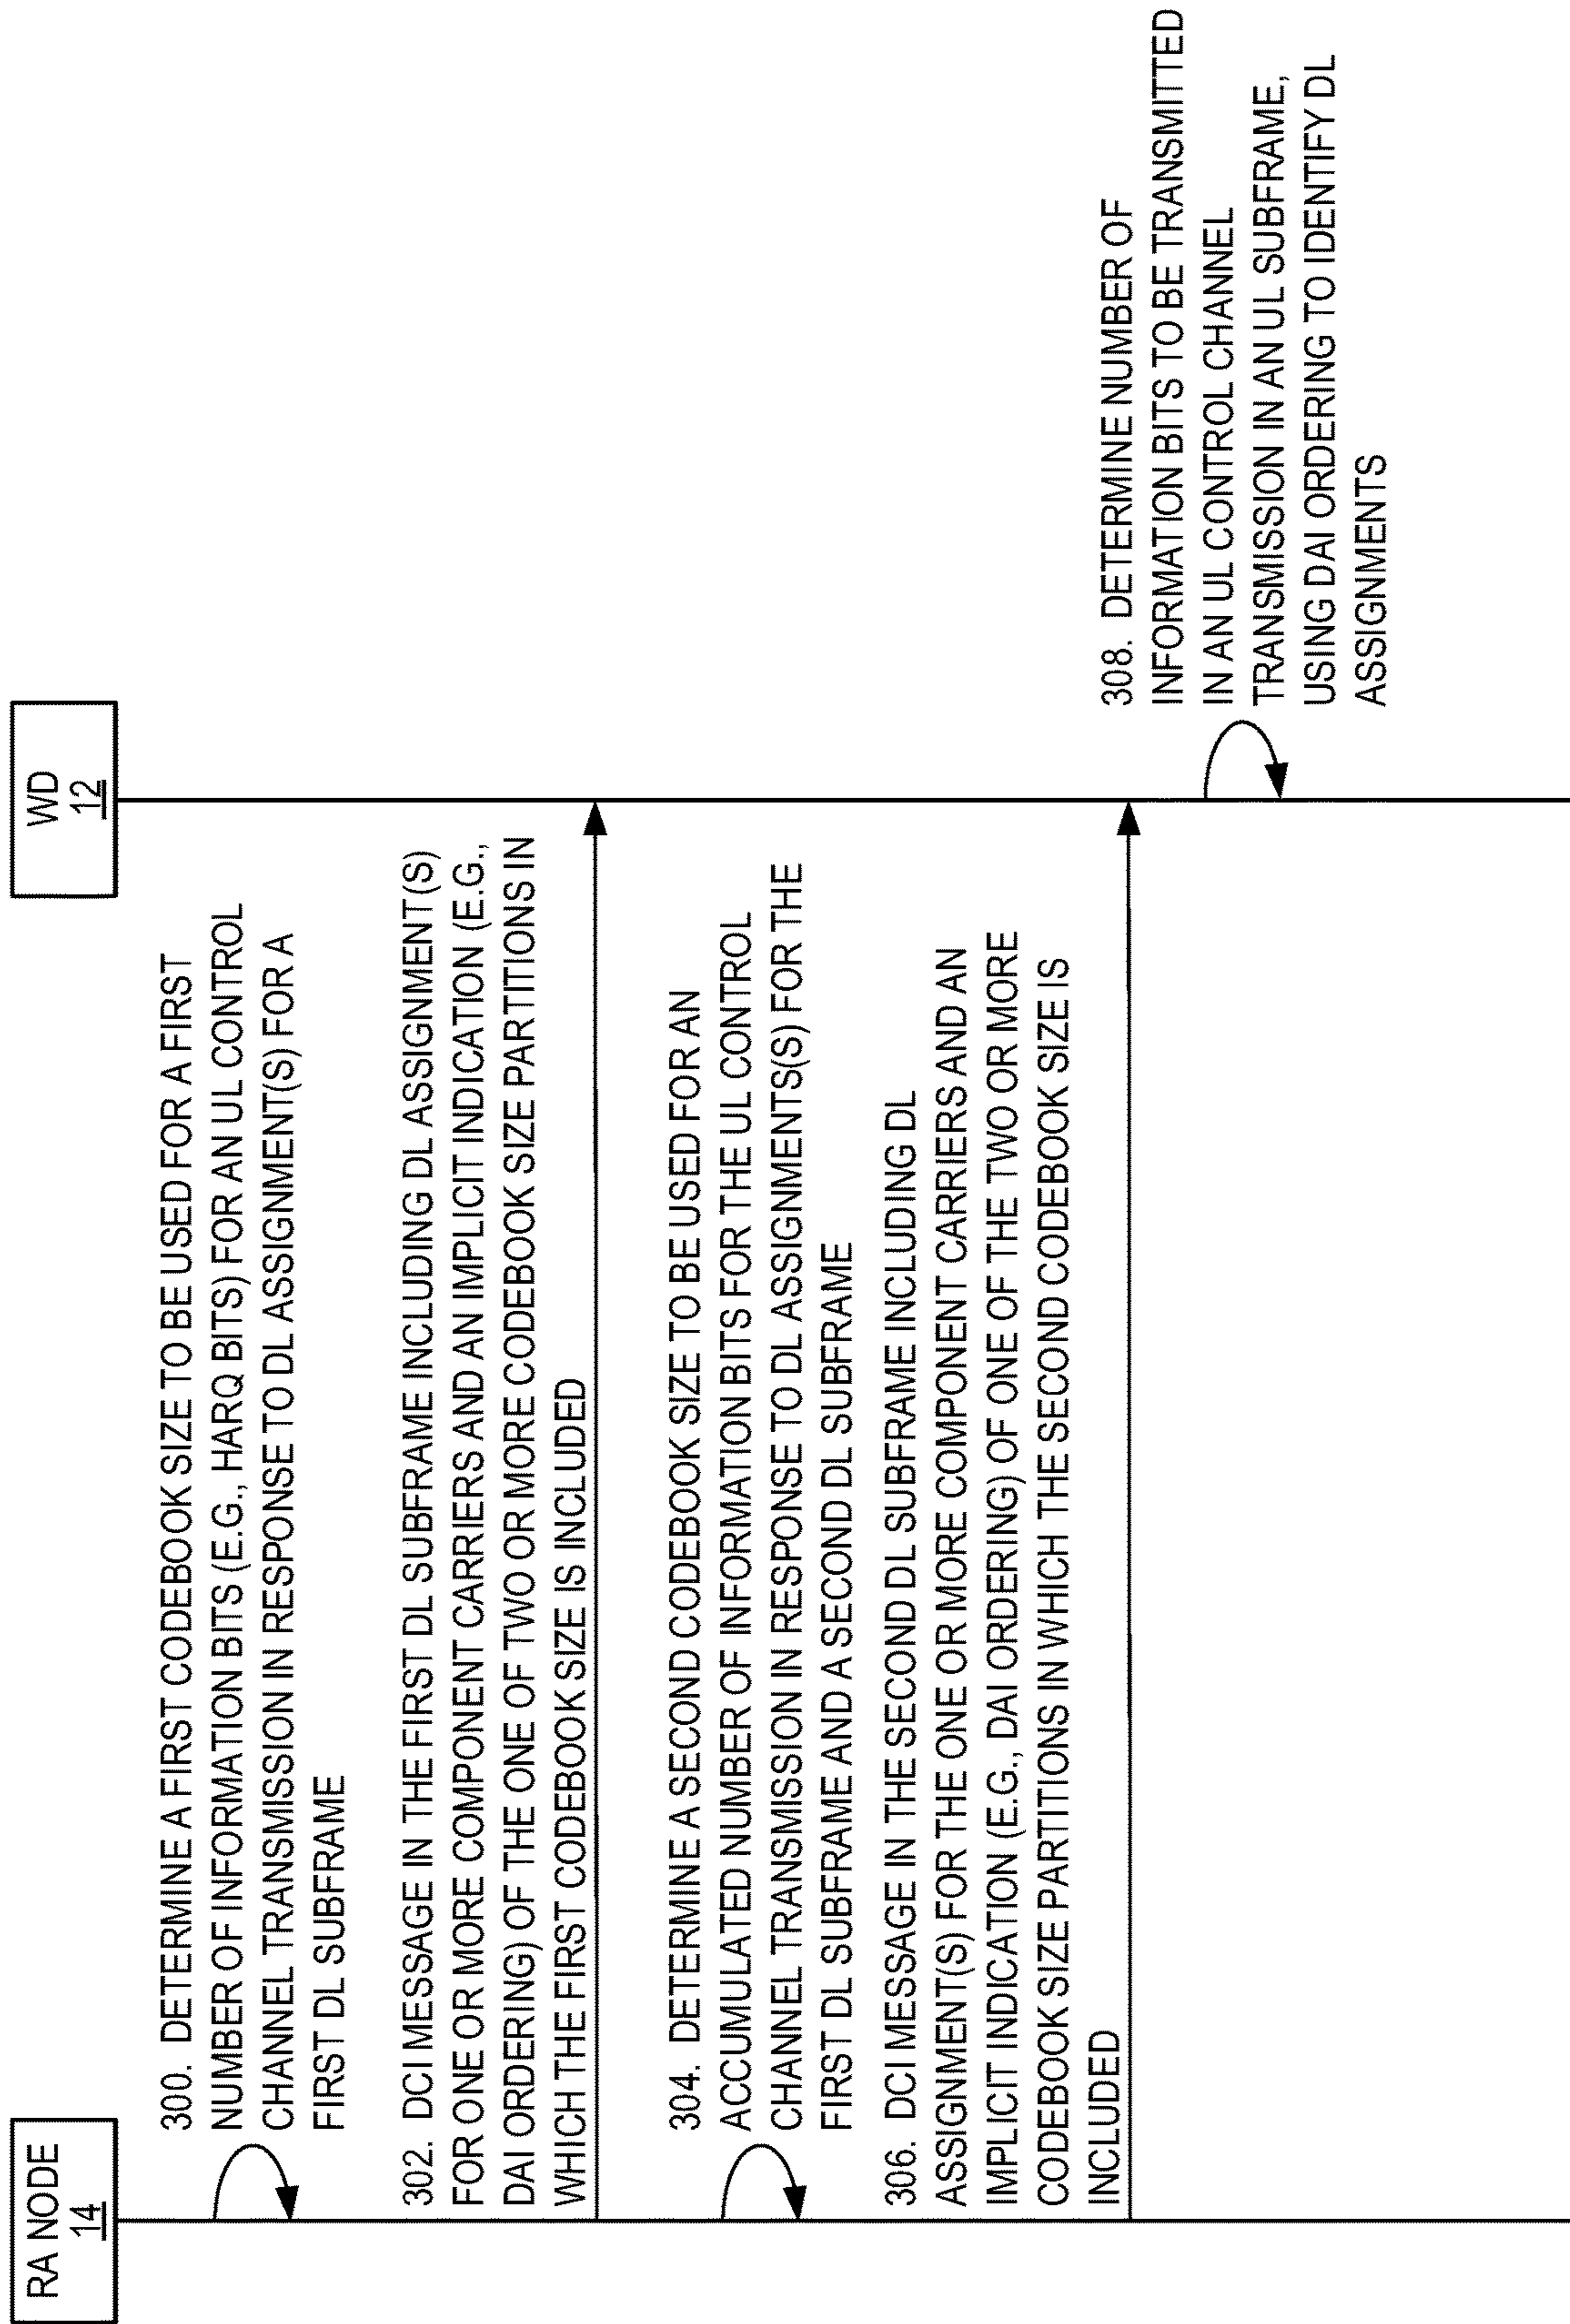 RA NODE
14
WD
12
300. DETERMINE A FIRST CODEBOOK SIZE TO BE USED FOR A FIRST
NUMBER OF INFORMATION BITS (E.G., HARQ BITS) FOR AN UL CONTROL
CHANNEL TRANSMISSION IN RESPONSE TO DL ASSIGNMENT(S) FOR A
FIRST DL SUBFRAME
302. DCI MESSAGE IN THE FIRST DL SUBFRAME INCLUDING DL ASSIGNMENT(S)
FOR ONE OR MORE COMPONENT CARRIERS AND AN IMPLICIT INDICATION (E.G.,
DAI ORDERING) OF THE ONE OF TWO OR MORE CODEBOOK SIZE PARTITIONS IN
WHICH THE FIRST CODEBOOK SIZE IS INCLUDED
304. DETERMINE A SECOND CODEBOOK SIZE TO BE USED FOR AN
ACCUMULATED NUMBER OF INFORMATION BITS FOR THE UL CONTROL
CHANNEL TRANSMISSION IN RESPONSE TO DL ASSIGNMENTS(S) FOR THE
FIRST DL SUBFRAME AND A SECOND DL SUBFRAME
306. DCI MESSAGE IN THE SECOND DL SUBFRAME INCLUDING DL
ASSIGNMENT(S) FOR THE ONE OR MORE COMPONENT CARRIERS AND AN
IMPLICIT INDICATION (E.G., DAI ORDERING) OF ONE OF THE TWO OR MORE
CODEBOOK SIZE PARTITIONS IN WHICH THE SECOND CODEBOOK SIZE IS
INCLUDED
308. DETERMINE NUMBER OF
INFORMATION BITS TO BE TRANSMITTED
IN AN UL CONTROL CHANNEL
TRANSMISSION IN AN UL SUBFRAME,
USING DAI ORDERING TO IDENTIFY DL
ASSIGNMENTS